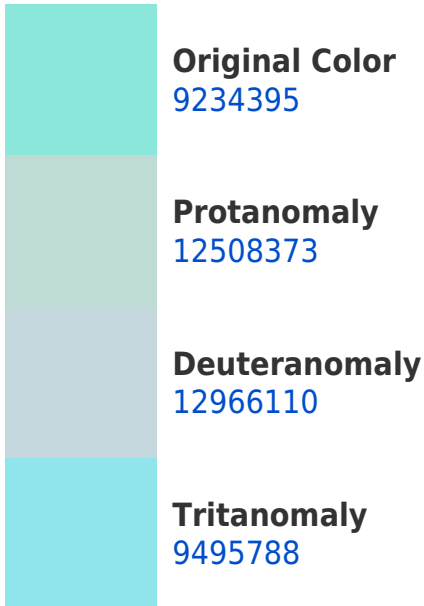 Original Color
9234395
Protanomaly
12508373
Deuteranomaly
12966110
Tritanomaly
9495788